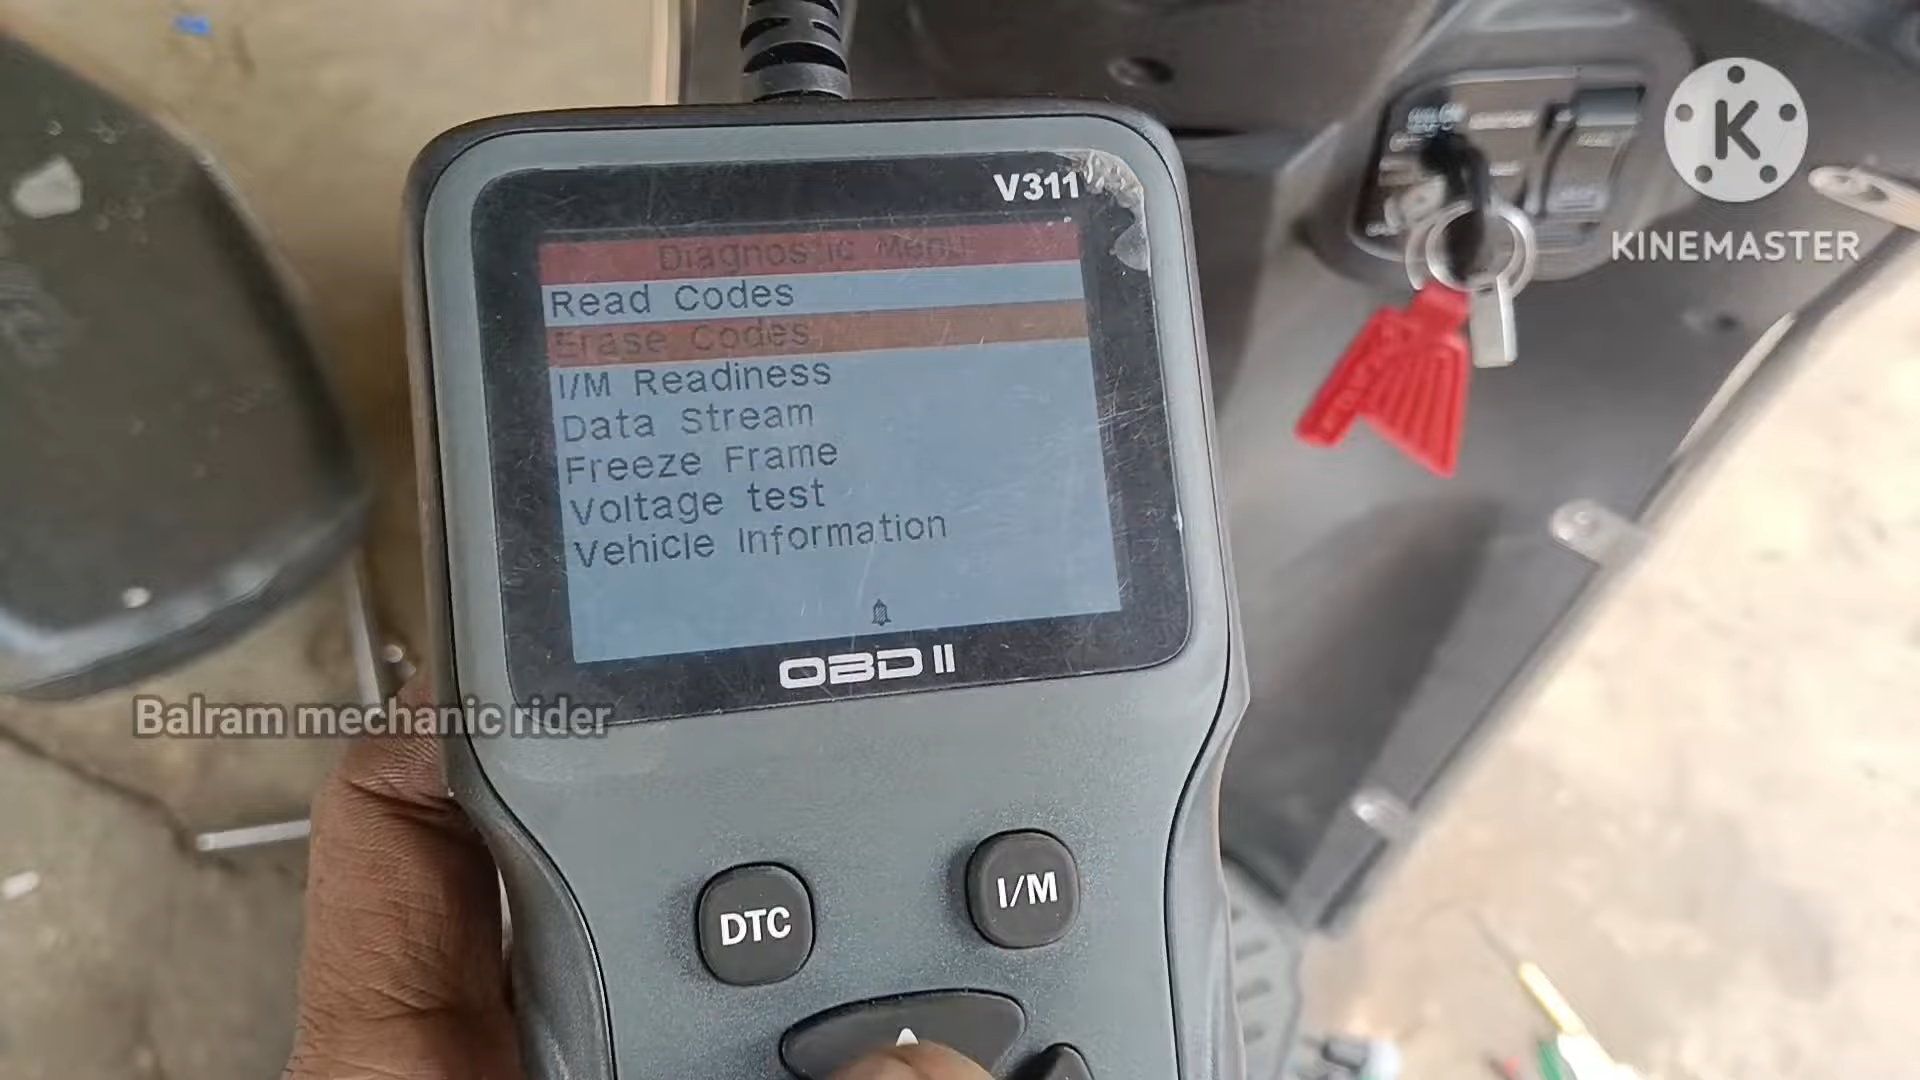 V311
Diagnostic Menu
Read Codes
Erase Codes
I/M Readiness
Data Stream
Freeze Frame
Voltage test
Vehicle Information
OBD II
DTC
I/M
K
KINEMASTER
Balram mechanic rider